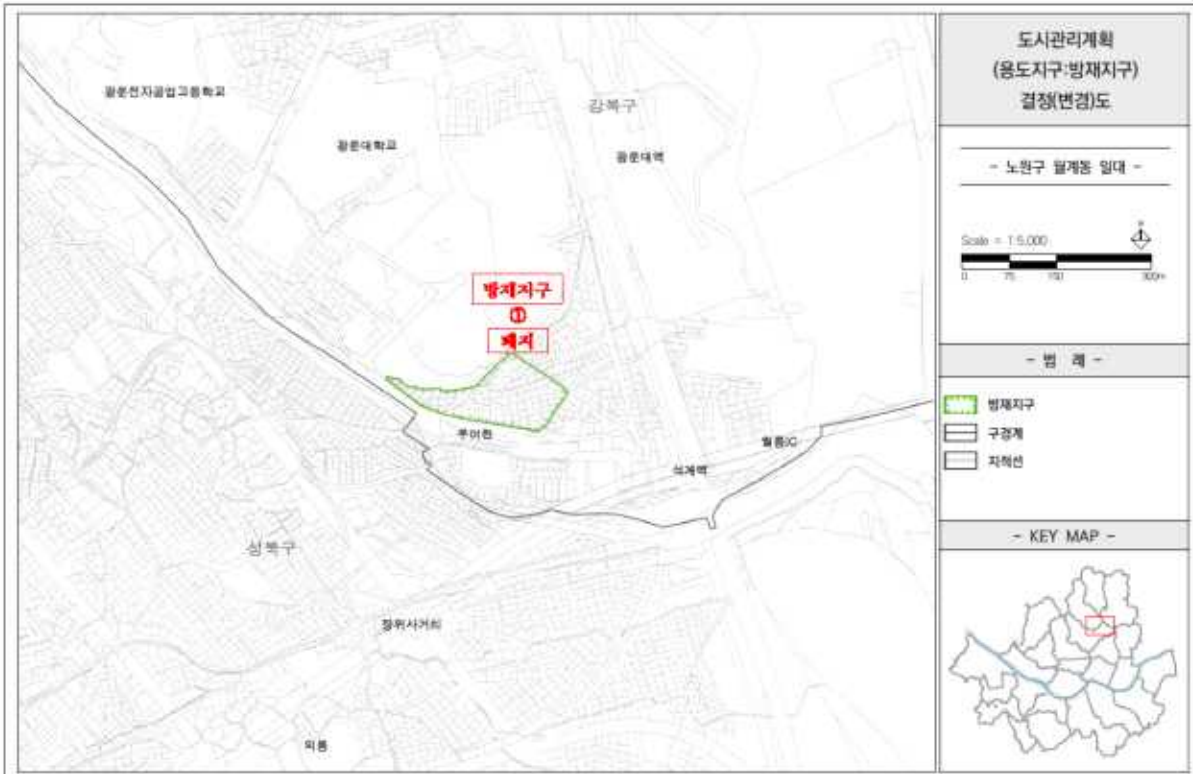 도시관리계획
(용도지구:방재지구)
결정(변경)도
- 노원구 월계동 일대 -
Scale = 1:5,000
0 75 150 300m
- 범 례 -
방재지구
구경계
지적선
- KEY MAP -
광운전자공업고등학교
강북구
광운대학교
광운대역
방재지구
①
폐지
우이천
월릉IC
석계역
성북구
장위사거리
의릉